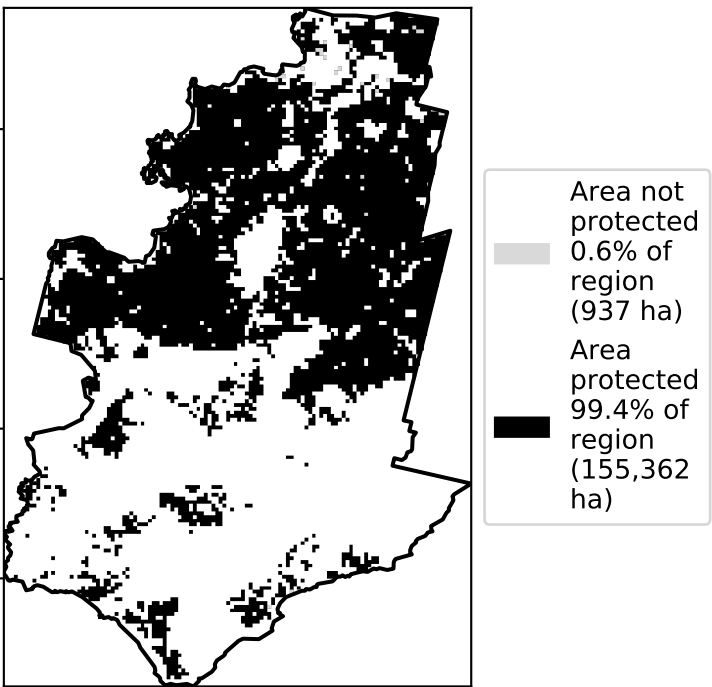 Area not
protected
0.6% of
region
(937 ha)
Area
protected
99.4% of
region
(155,362
ha)